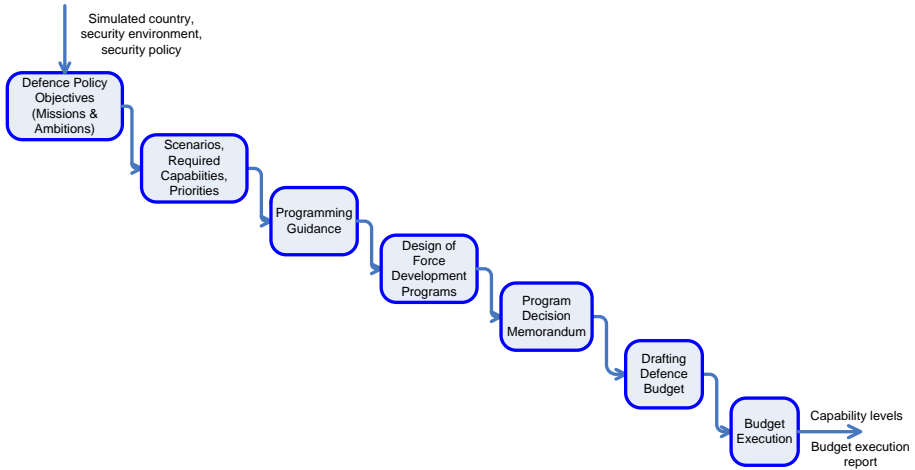 Simulated country,
security environment,
security policy
Defence Policy
Objectives
(Missions &
Ambitions)
Scenarios,
Required
Capabiities,
Priorities
Programming
Guidance
Design of
Force
Development
Programs
Program
Decision
Memorandum
Drafting
Defence
Budget
Budget
Execution
Capability levels
Budget execution
report